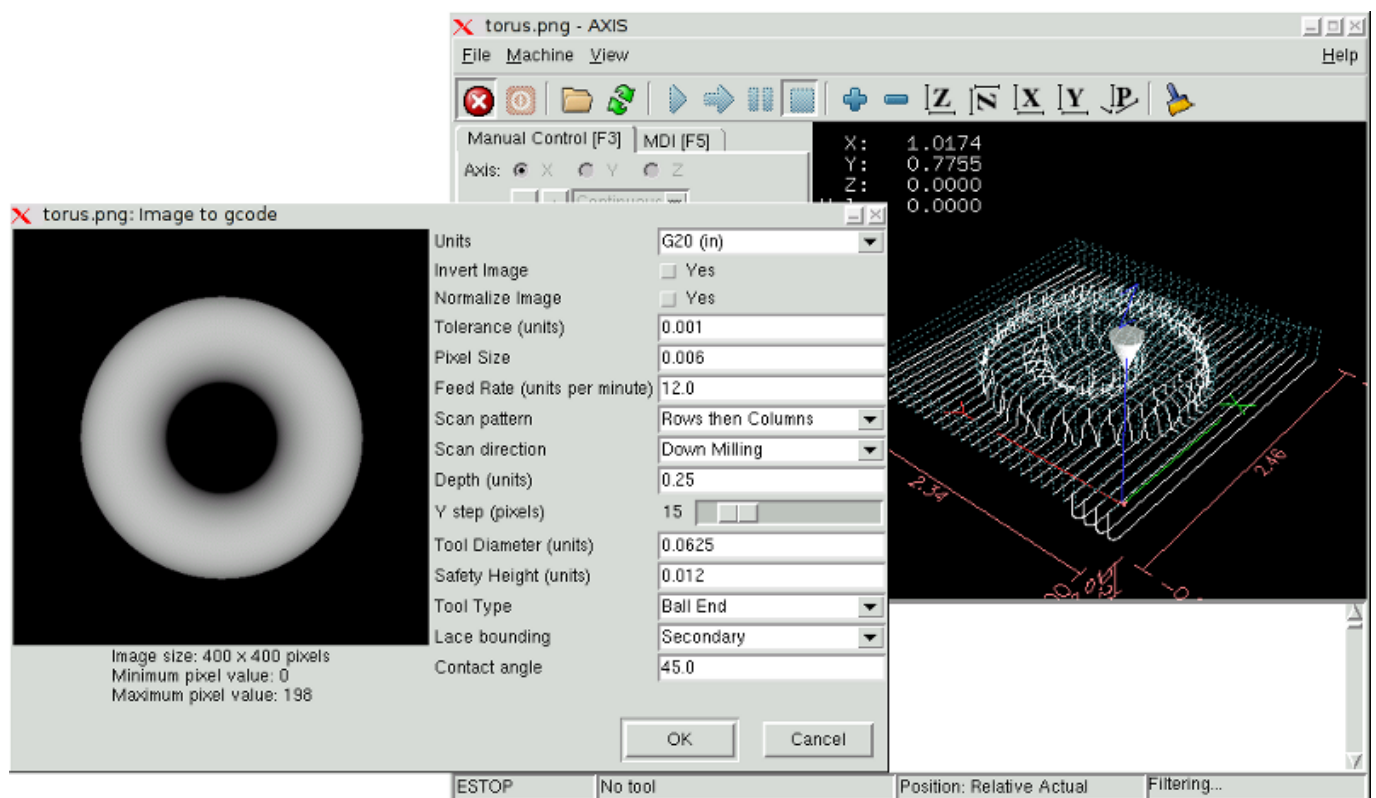 torus.png - AXIS
File Machine View Help
Z N X Y P
Manual Control [F3] MDI [F5]
Axis: X Y Z
Continuous
X: 1.0174
Y: 0.7755
Z: 0.0000
0.0000
torus.png: Image to gcode
Units G20 (in)
Invert Image Yes
Normalize Image Yes
Tolerance (units) 0.001
Pixel Size 0.006
Feed Rate (units per minute) 12.0
Scan pattern Rows then Columns
Scan direction Down Milling
Depth (units) 0.25
Y step (pixels) 15
Tool Diameter (units) 0.0625
Safety Height (units) 0.012
Tool Type Ball End
Lace bounding Secondary
Contact angle 45.0
Image size: 400 x 400 pixels
Minimum pixel value: 0
Maximum pixel value: 198
OK Cancel
X
2.34
2.46
ESTOP No tool Position: Relative Actual Filtering...